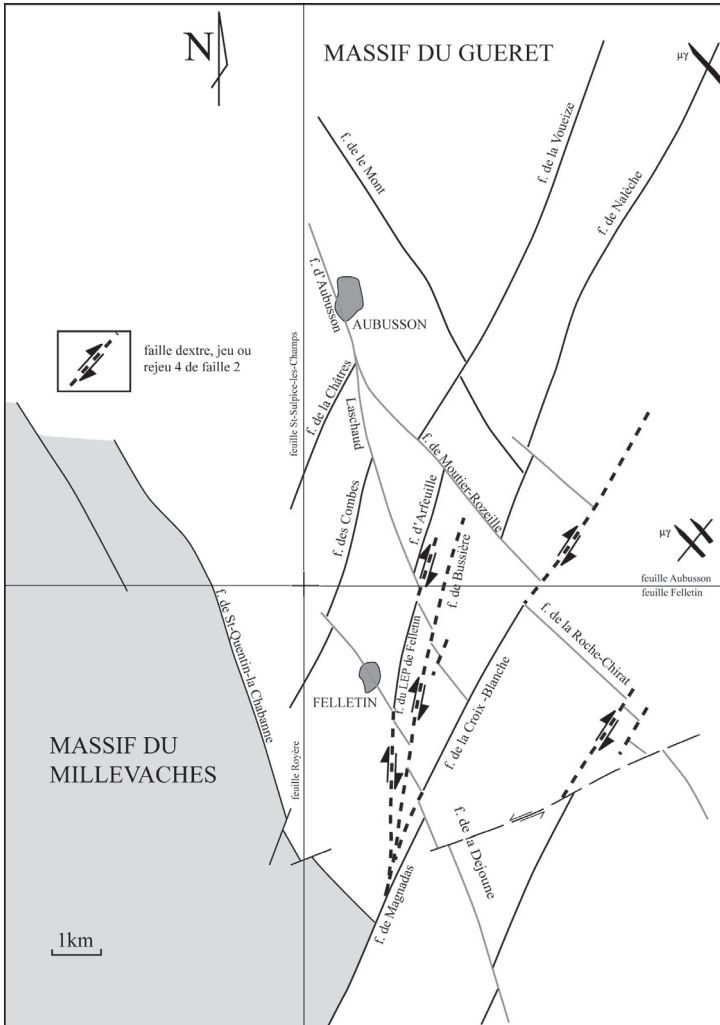 N
MASSIF DU GUERET
μγ
f. de le Mont
f. de la Voueize
f. de Nalèche
f. d'Aubusson
AUBUSSON
faille dextre, jeu ou
rejeu 4 de faille 2
feuille St-Sulpice-les-Champs
f. de la Châtres
Laschaud
f. de Moutier-Rozeille
f. des Combes
f. d'Arfeuille
f. de Bussière
μγ
feuille Aubusson
feuille Felletin
f. de St-Quentin-la Chabanne
f. du LEP de Felletin
f. de la Roche-Chirat
FELLETIN
f. de la Croix -Blanche
MASSIF DU
MILLEVACHES
feuille Royère
f. de la Dejoune
f. de Magnadas
1km